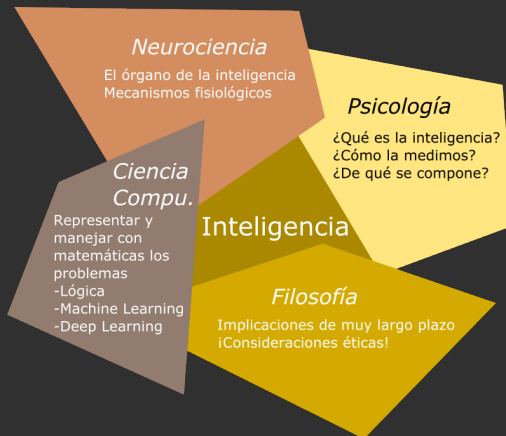 Neurociencia
El órgano de la inteligencia
Mecanismos fisiológicos
Psicología
¿Qué es la inteligencia?
¿Cómo la medimos?
¿De qué se compone?
Ciencia
Compu.
Representar y
manejar con
matemáticas los
problemas
-Lógica
-Machine Learning
-Deep Learning
Inteligencia
Filosofía
Implicaciones de muy largo plazo
¡Consideraciones éticas!